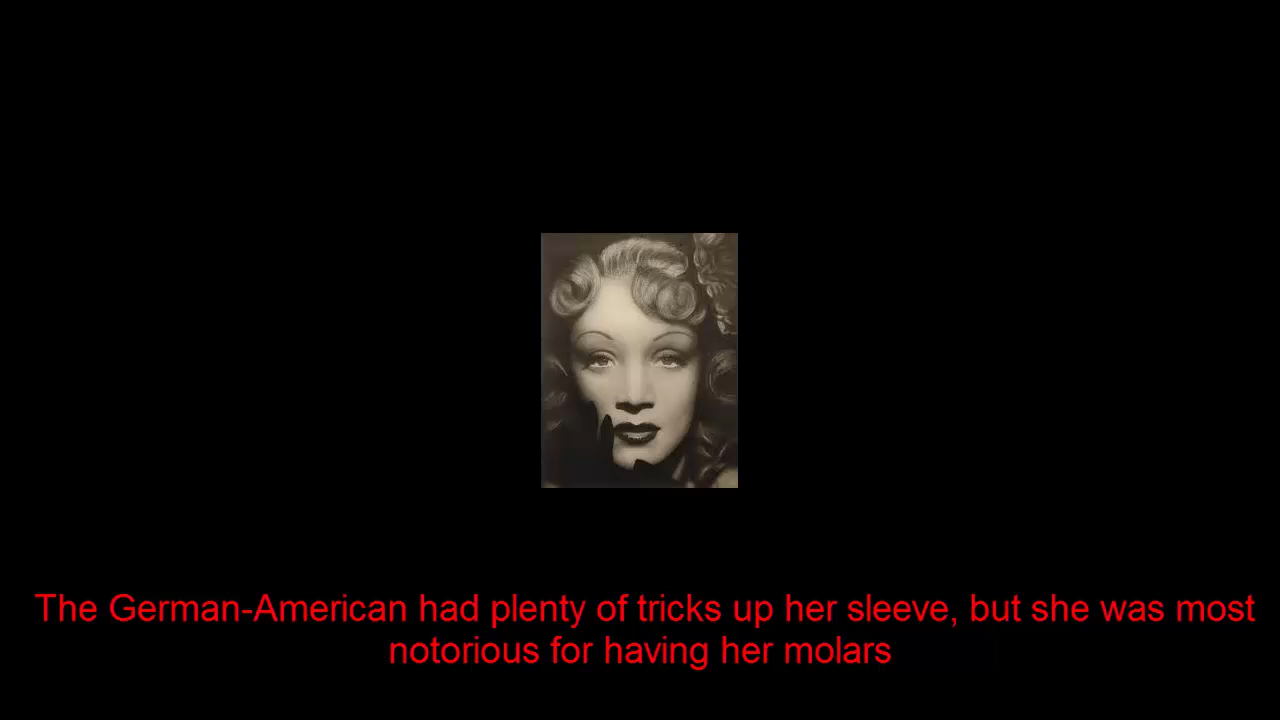 The German-American had plenty of tricks up her sleeve, but she was most
notorious for having her molars